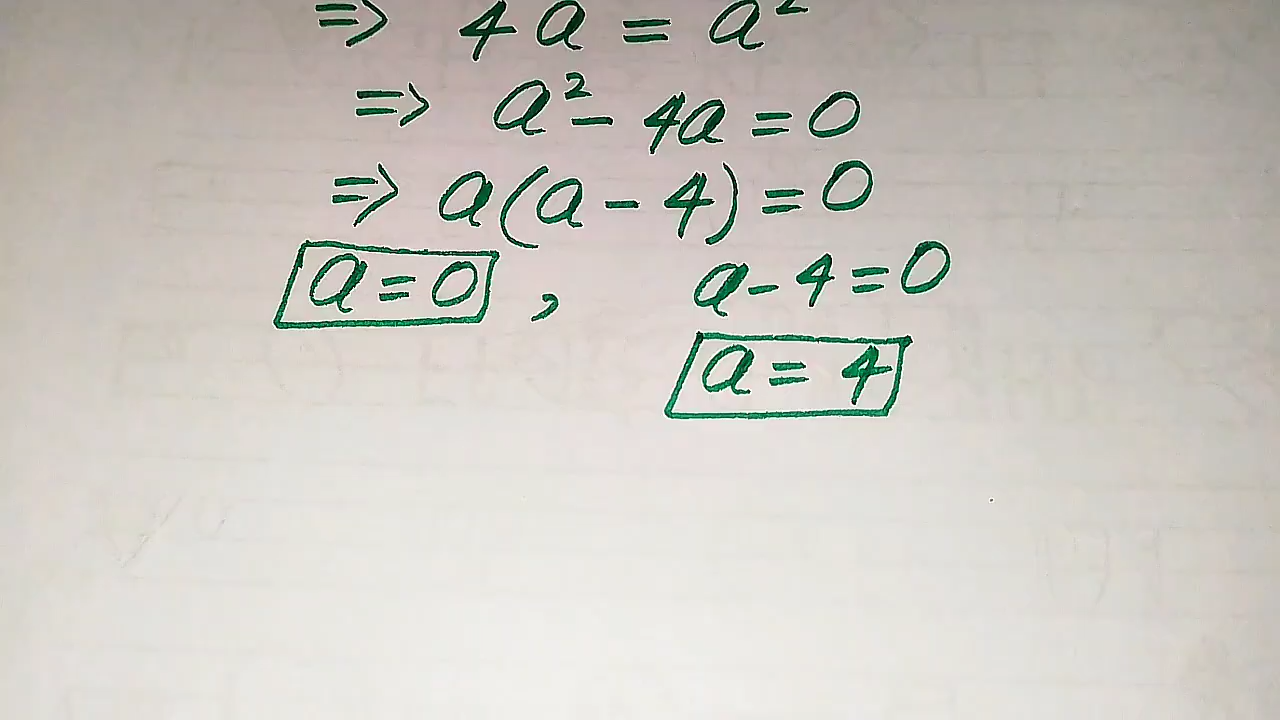 => 4a = a²
=> a² - 4a = 0
=> a(a - 4) = 0
a = 0 , a - 4 = 0
a = 4